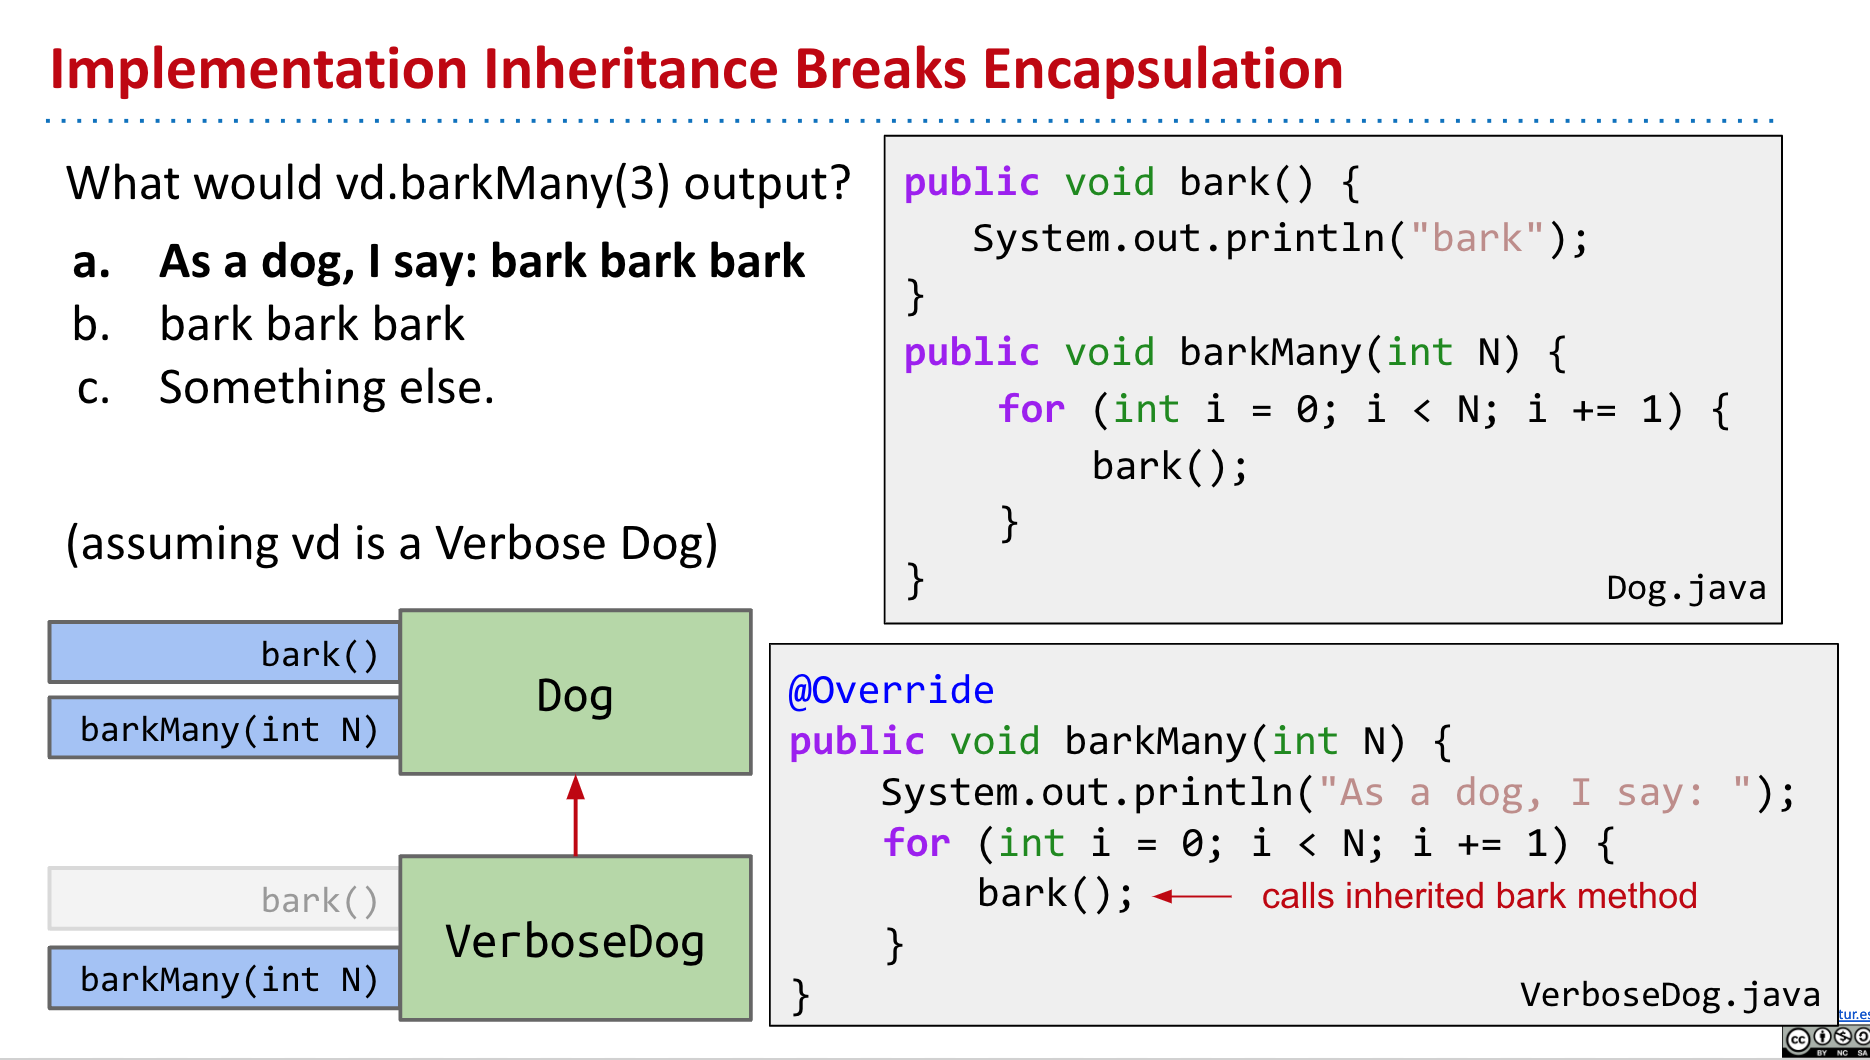 Implementation Inheritance Breaks Encapsulation
What would vd.barkMany(3) output?
a. As a dog, I say: bark bark bark
b. bark bark bark
c. Something else.
(assuming vd is a Verbose Dog)
public void bark() {
    System.out.println("bark");
}
public void barkMany(int N) {
    for (int i = 0; i < N; i += 1) {
        bark();
    }
}
Dog.java
bark()
barkMany(int N)
Dog
bark()
barkMany(int N)
VerboseDog
@Override
public void barkMany(int N) {
    System.out.println("As a dog, I say: ");
    for (int i = 0; i < N; i += 1) {
        bark(); calls inherited bark method
    }
}
VerboseDog.java
tur.es
cc
BY NC SA